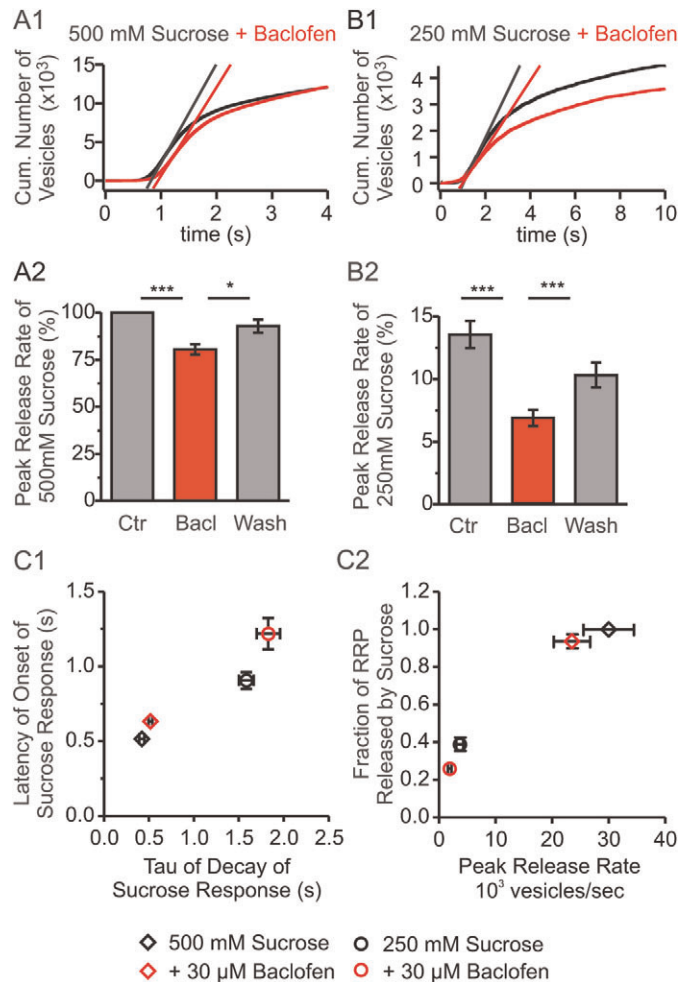 A1
500 mM Sucrose + Baclofen
Cum. Number of
Vesicles (x10³)
15
10
5
0
0 1 2 3 4
time (s)
B1
250 mM Sucrose + Baclofen
Cum. Number of
Vesicles (x10³)
4
3
2
1
0
0 2 4 6 8 10
time (s)
A2
Peak Release Rate of
500mM Sucrose (%)
100
75
50
25
0
*** *
Ctr Bacl Wash
B2
Peak Release Rate of
250mM Sucrose (%)
15
10
5
0
*** ***
Ctr Bacl Wash
C1
Latency of Onset of
Sucrose Response (s)
1.5
1.0
0.5
0.0
0.0 0.5 1.0 1.5 2.0 2.5
Tau of Decay of
Sucrose Response (s)
C2
Fraction of RRP
Released by Sucrose
1.2
1.0
0.8
0.6
0.4
0.2
0.0
0 10 20 30 40
Peak Release Rate
10³ vesicles/sec
500 mM Sucrose
250 mM Sucrose
+ 30 µM Baclofen
+ 30 µM Baclofen